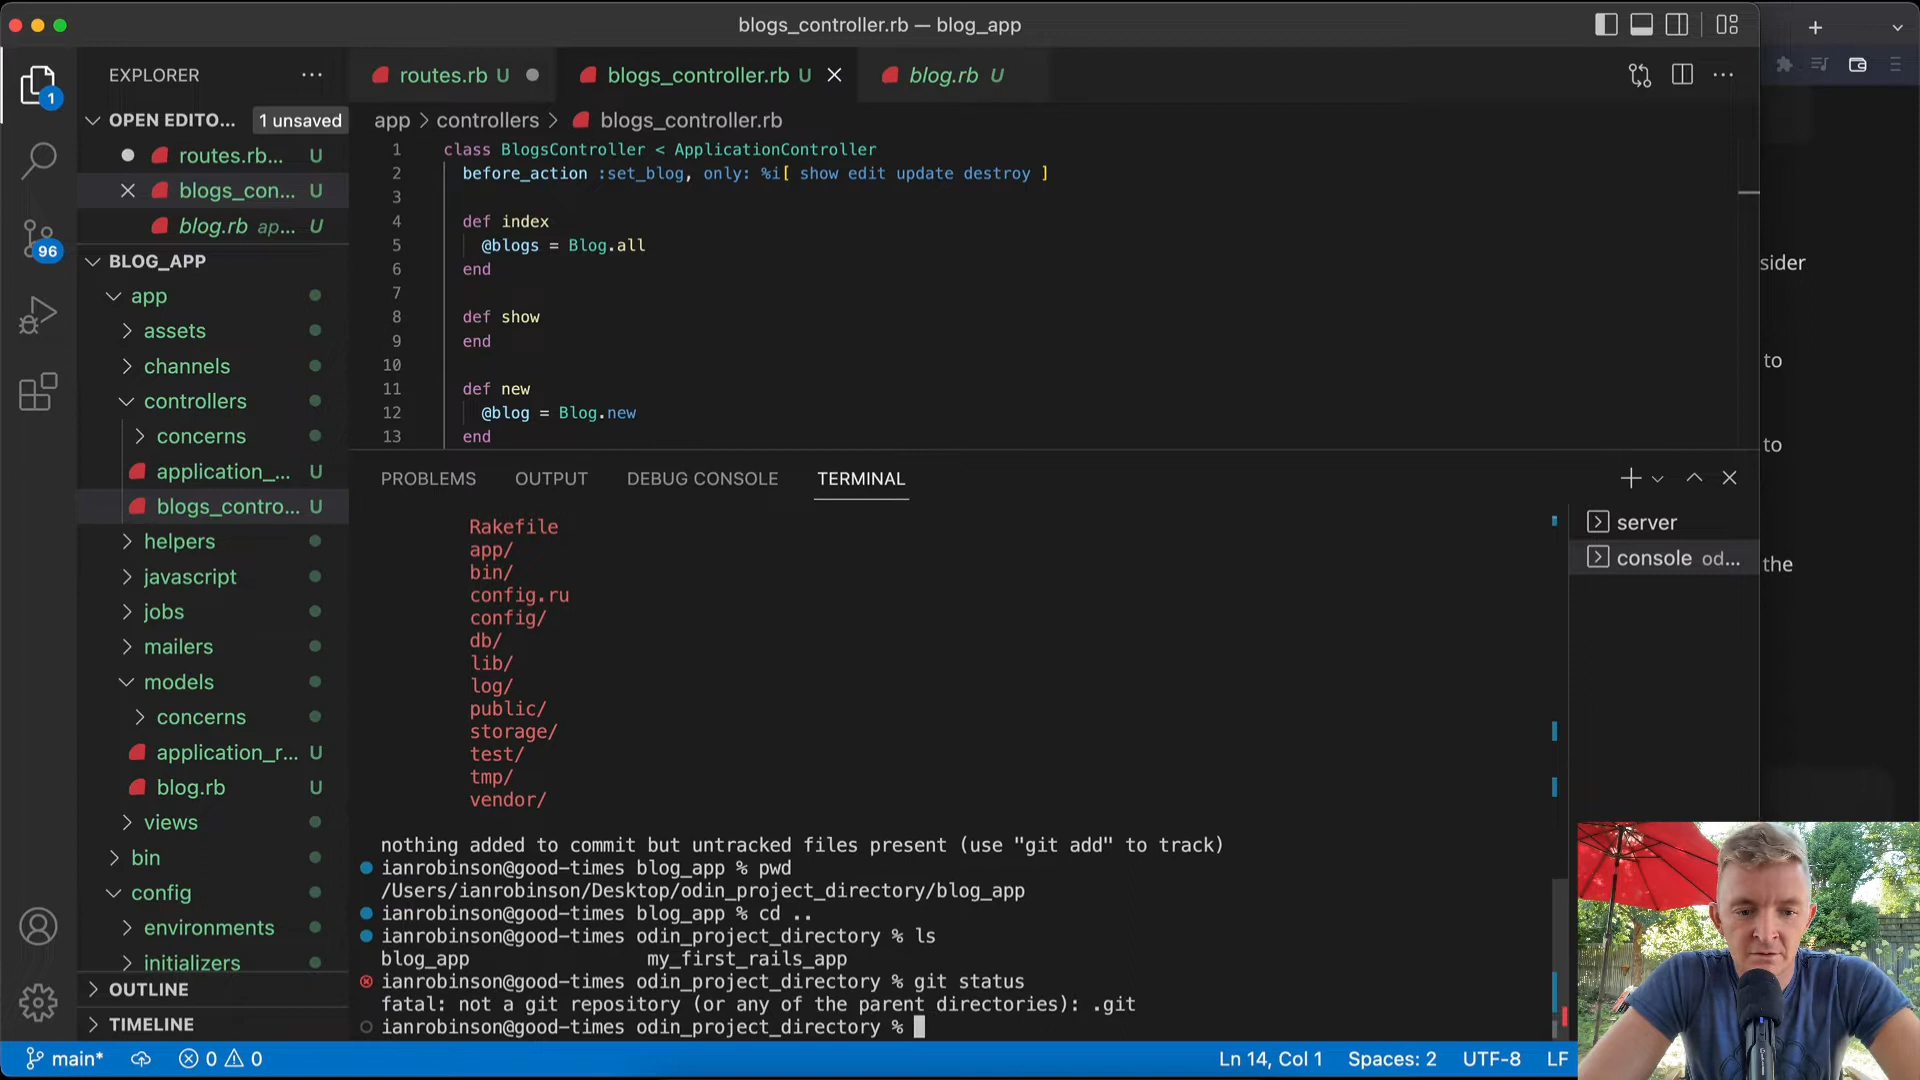 blogs_controller.rb — blog_app
EXPLORER
1
OPEN EDITO...
1 unsaved
routes.rb... U
blogs_con... U
blog.rb ap... U
96
BLOG_APP
app
assets
channels
controllers
concerns
application_... U
blogs_contro... U
helpers
javascript
jobs
mailers
models
concerns
application_r... U
blog.rb U
views
bin
config
environments
initializers
OUTLINE
TIMELINE
routes.rb U
blogs_controller.rb U
blog.rb U
app > controllers > blogs_controller.rb
1 class BlogsController < ApplicationController
2 before_action :set_blog, only: %i[ show edit update destroy ]
3
4 def index
5 @blogs = Blog.all
6 end
7
8 def show
9 end
10
11 def new
12 @blog = Blog.new
13 end
PROBLEMS OUTPUT DEBUG CONSOLE TERMINAL
Rakefile
app/
bin/
config.ru
config/
db/
lib/
log/
public/
storage/
test/
tmp/
vendor/
nothing added to commit but untracked files present (use "git add" to track)
ianrobinson@good-times blog_app % pwd
/Users/ianrobinson/Desktop/odin_project_directory/blog_app
ianrobinson@good-times blog_app % cd ..
ianrobinson@good-times odin_project_directory % ls
blog_app my_first_rails_app
ianrobinson@good-times odin_project_directory % git status
fatal: not a git repository (or any of the parent directories): .git
ianrobinson@good-times odin_project_directory %
server
console od...
sider
to
to
the
main* 0 0
Ln 14, Col 1 Spaces: 2 UTF-8 LF